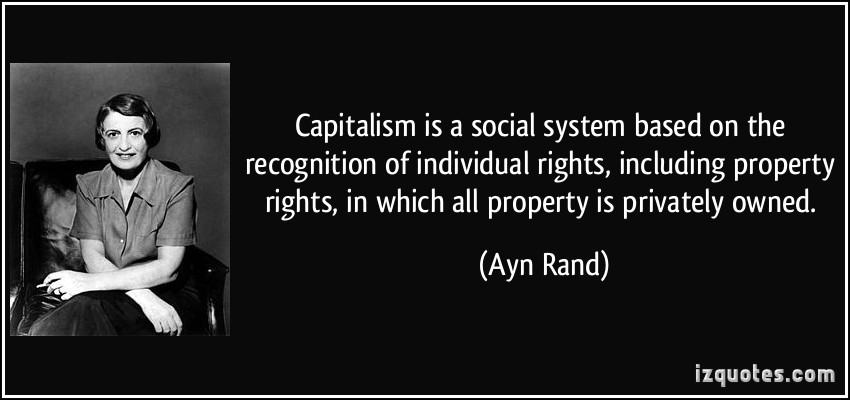 Capitalism is a social system based on the
recognition of individual rights, including property
rights, in which all property is privately owned.
(Ayn Rand)
izquotes.com